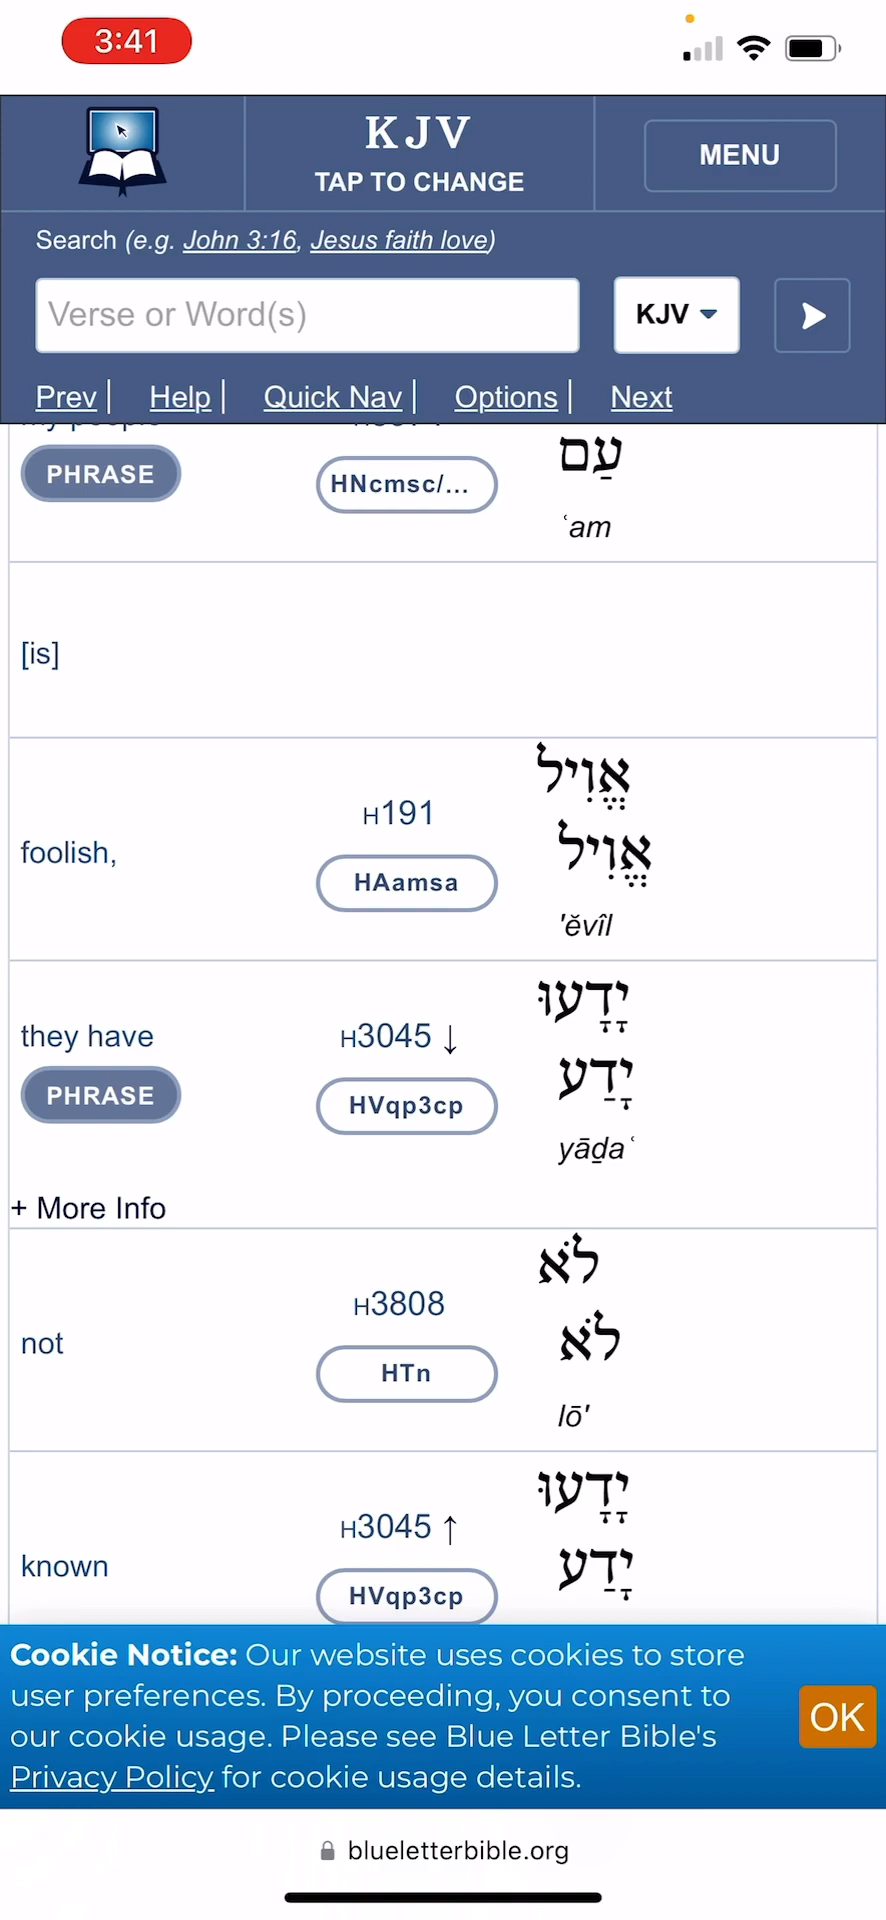 3:41
KJV
TAP TO CHANGE
MENU
Search (e.g. John 3:16, Jesus faith love)
Verse or Word(s)
KJV
Prev | Help | Quick Nav | Options | Next
my people
PHRASE
HNcmsc/...
עַם
ʿam
[is]
foolish,
H191
HAamsa
אֱוִיל
אֱוִיל
'ĕvîl
they have
PHRASE
H3045 ↓
HVqp3cp
יָדָעוּ
יָדַע
yāḏaʿ
+ More Info
not
H3808
HTn
לֹא
לֹא
lō'
known
H3045 ↑
HVqp3cp
יָדָעוּ
יָדַע
Cookie Notice: Our website uses cookies to store
user preferences. By proceeding, you consent to
our cookie usage. Please see Blue Letter Bible's
Privacy Policy for cookie usage details.
OK
blueletterbible.org